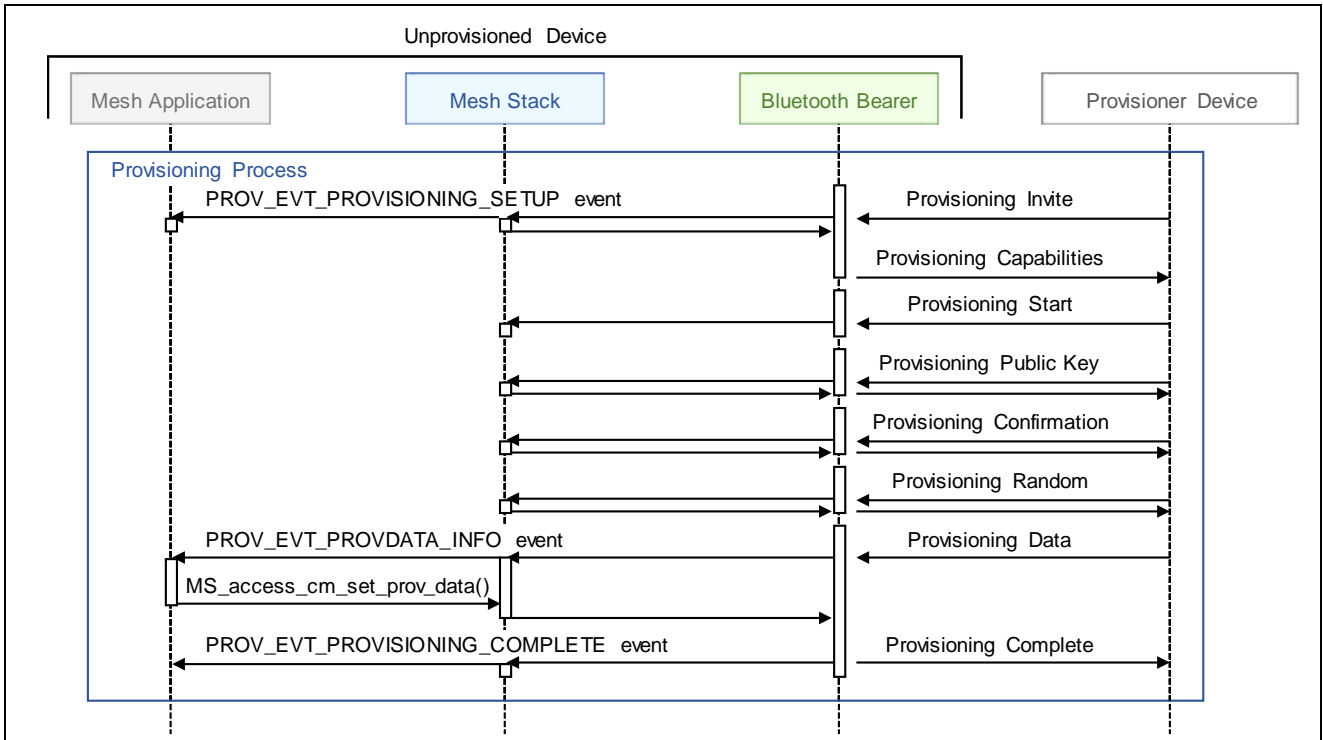 Unprovisioned Device
Mesh Application
Mesh Stack
Bluetooth Bearer
Provisioner Device
Provisioning Process
PROV_EVT_PROVISIONING_SETUP event
Provisioning Invite
Provisioning Capabilities
Provisioning Start
Provisioning Public Key
Provisioning Confirmation
Provisioning Random
PROV_EVT_PROVDATA_INFO event
Provisioning Data
MS_access_cm_set_prov_data()
PROV_EVT_PROVISIONING_COMPLETE event
Provisioning Complete